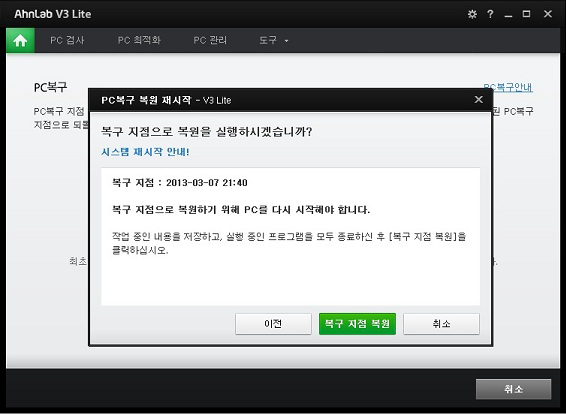 AhnLab V3 Lite
PC 검사 PC 최적화 PC 관리 도구
PC복구 PC복구안내
PC복구 PC복구
지점으로
PC복구 복원 재시작 - V3 Lite
복구 지점으로 복원을 실행하시겠습니까?
시스템 재시작 안내!
복구 지점 : 2013-03-07 21:40
복구 지점으로 복원하기 위해 PC를 다시 시작해야 합니다.
작업 중인 내용을 저장하고, 실행 중인 프로그램을 모두 종료하신 후 [복구 지점 복원]을
클릭하십시오.
최초
이전 복구 지점 복원 취소
취소